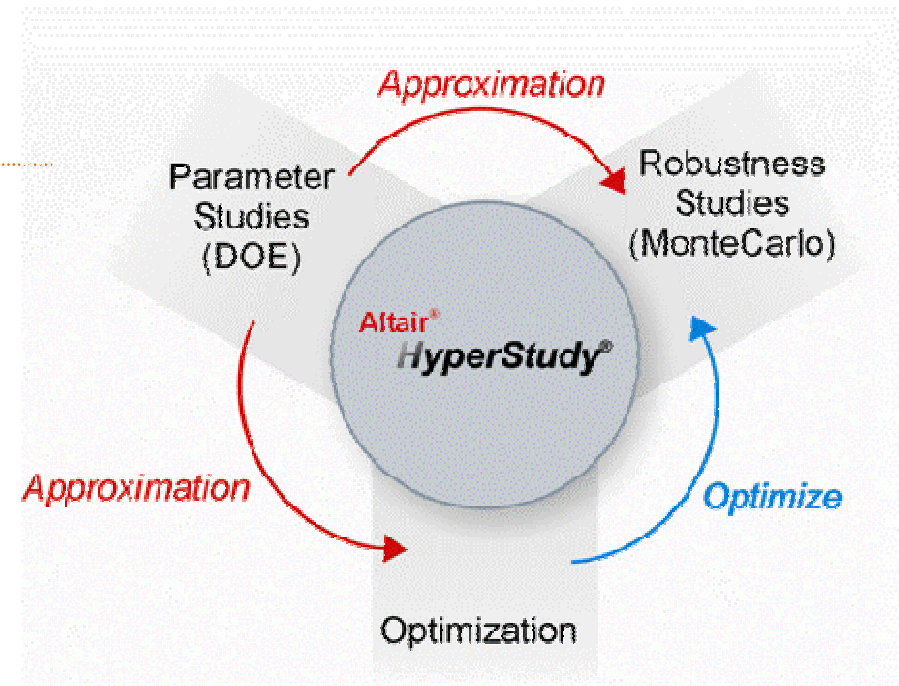 Approximation
Parameter
Studies
(DOE)
Robustness
Studies
(MonteCarlo)
Altair®
HyperStudy®
Approximation
Optimize
Optimization